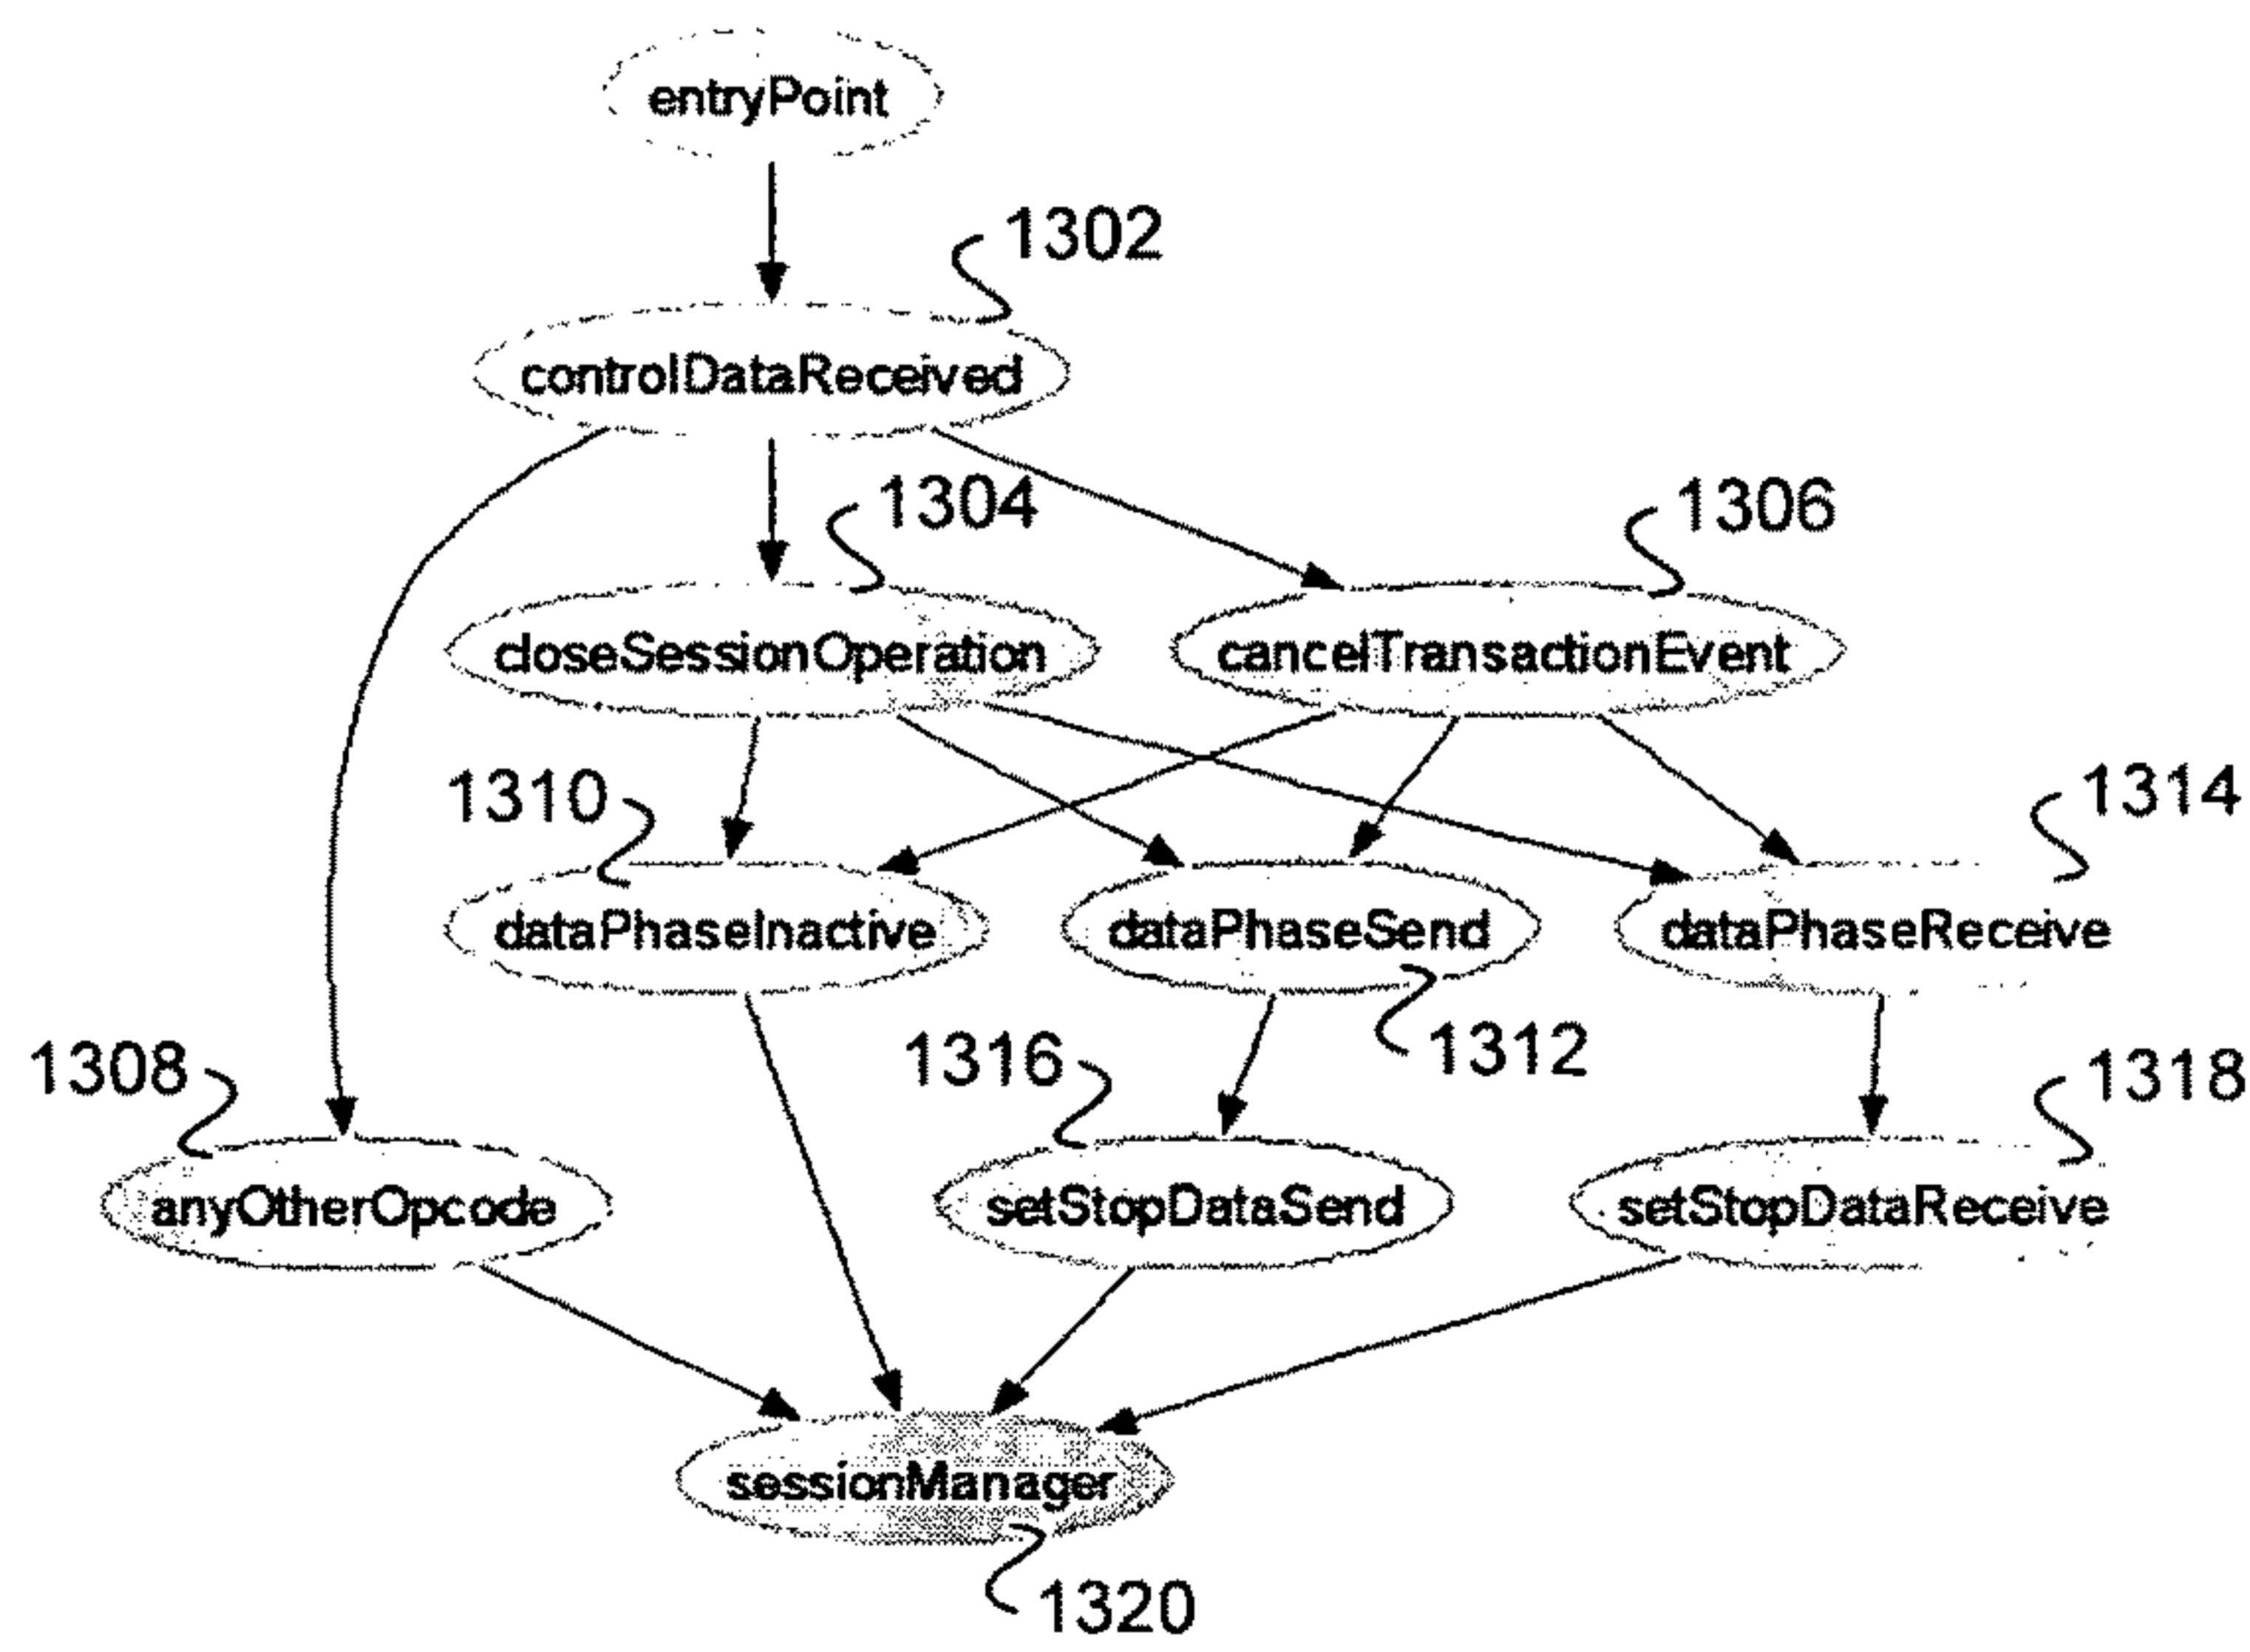 entryPoint
1302
controlDataReceived
1304
1306
closeSessionOperation
cancelTransactionEvent
1310
1314
dataPhaseInactive
dataPhaseSend
dataPhaseReceive
1308
1316
1312
1318
anyOtherOpcode
setStopDataSend
setStopDataReceive
sessionManager
1320